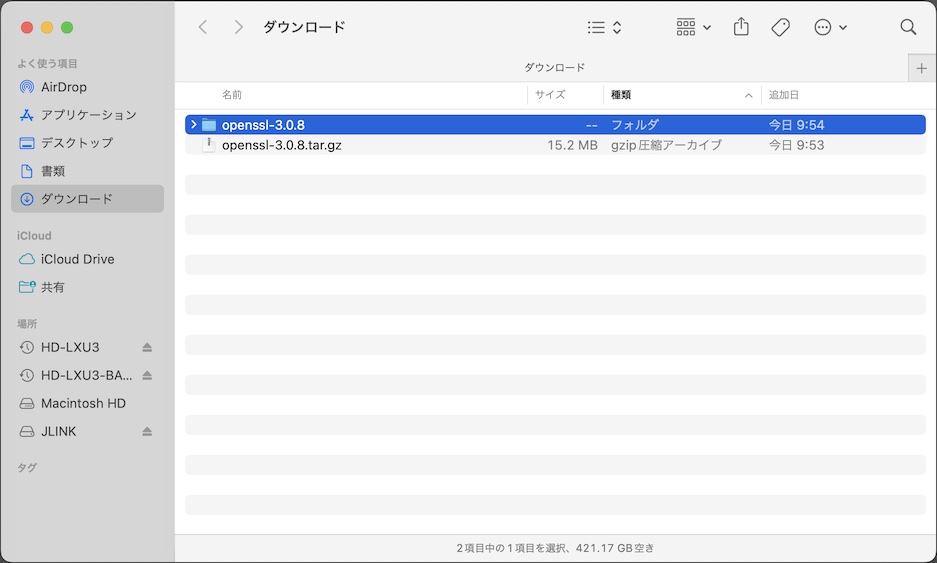 よく使う項目
AirDrop
アプリケーション
デスクトップ
書類
ダウンロード
iCloud
iCloud Drive
共有
場所
HD-LXU3
HD-LXU3-BA...
Macintosh HD
JLINK
タグ
ダウンロード
ダウンロード
名前 サイズ 種類 追加日
openssl-3.0.8 -- フォルダ 今日 9:54
openssl-3.0.8.tar.gz 15.2 MB gzip圧縮アーカイブ 今日 9:53
2項目中の1項目を選択、421.17 GB空き